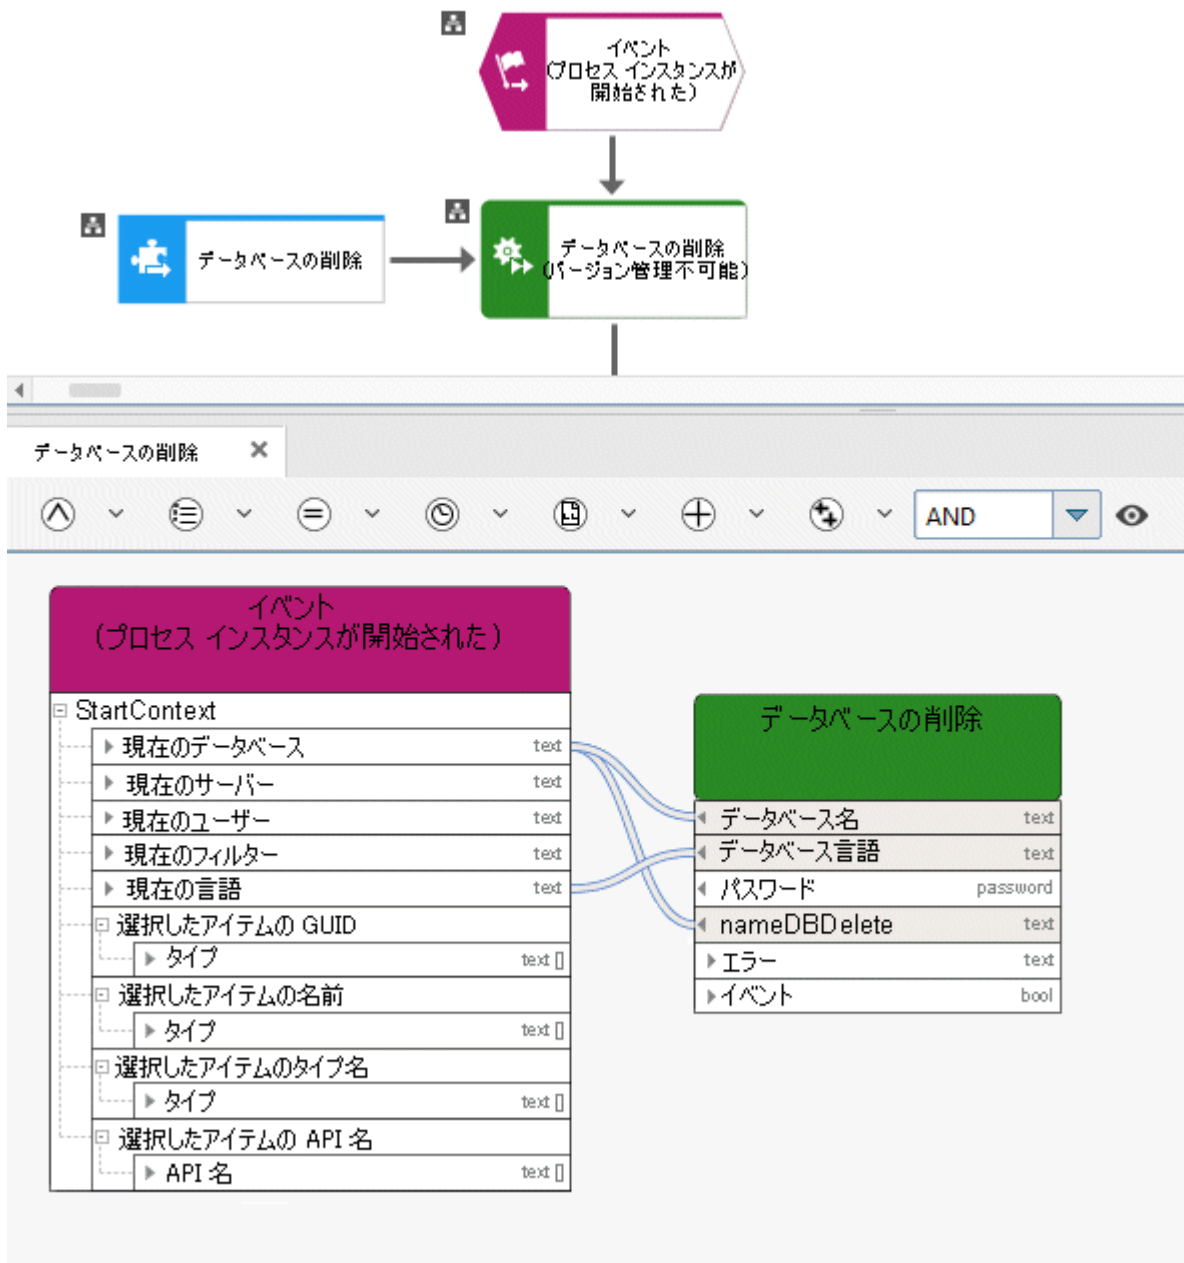 イベント
(プロセス インスタンスが
開始された)
データベースの削除
データベースの削除
(バージョン管理不可能)
データベースの削除
AND
イベント
(プロセス インスタンスが開始された)
StartContext
現在のデータベース text
現在のサーバー text
現在のユーザー text
現在のフィルター text
現在の言語 text
選択したアイテムの GUID
タイプ text []
選択したアイテムの名前
タイプ text []
選択したアイテムのタイプ名
タイプ text []
選択したアイテムの API 名
API 名 text []
データベースの削除
データベース名 text
データベース言語 text
パスワード password
nameDBDelete text
エラー text
イベント bool